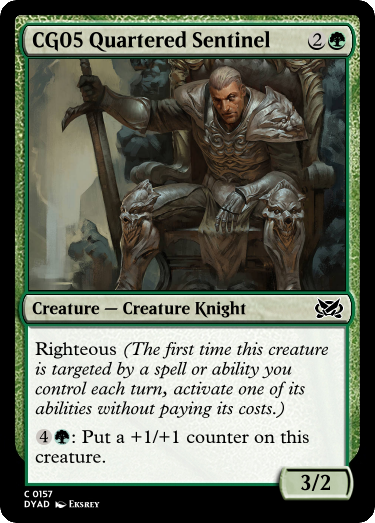 CG05 Quartered Sentinel 2
Creature — Creature Knight
Righteous (The first time this creature
is targeted by a spell or ability you
control each turn, activate one of its
abilities without paying its costs.)
4 : Put a +1/+1 counter on this
creature.
3/2
C 0157
DYAD Eksrey